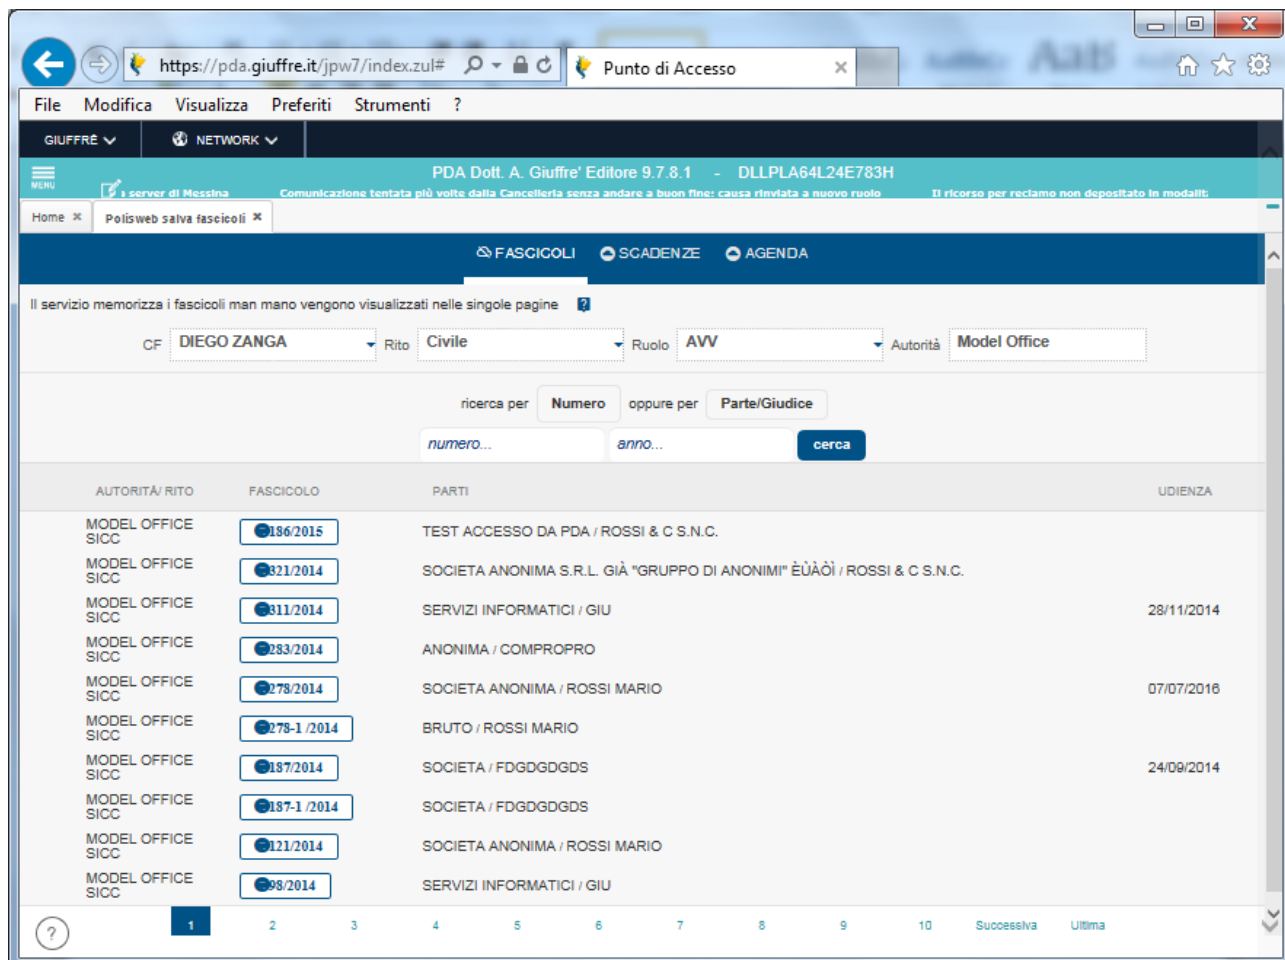 https://pda.giuffre.it/jpw7/index.zul#
Punto di Accesso
File Modifica Visualizza Preferiti Strumenti ?
GIUFFRÈ NETWORK
PDA Dott. A. Giuffre' Editore 9.7.8.1 - DLLPLA64L24E783H
MENU
server di Messina Comunicazione tentata più volte dalla Cancelleria senza andare a buon fine: causa rinviata a nuovo ruolo Il ricorso per reclamo non depositato in modalit
Home Polisweb salva fascicoli
FASCICOLI SCADENZE AGENDA
Il servizio memorizza i fascicoli man mano vengono visualizzati nelle singole pagine ?
CF DIEGO ZANGA Rito Civile Ruolo AVV Autorità Model Office
ricerca per Numero oppure per Parte/Giudice
numero... anno... cerca
AUTORITÀ/ RITO FASCICOLO PARTI UDIENZA
MODEL OFFICE SICC 186/2015 TEST ACCESSO DA PDA / ROSSI & C S.N.C.
MODEL OFFICE SICC 321/2014 SOCIETA ANONIMA S.R.L. GIÀ "GRUPPO DI ANONIMI" ÈÙÀÒÌ / ROSSI & C S.N.C.
MODEL OFFICE SICC 311/2014 SERVIZI INFORMATICI / GIU 28/11/2014
MODEL OFFICE SICC 283/2014 ANONIMA / COMPROPRO
MODEL OFFICE SICC 278/2014 SOCIETA ANONIMA / ROSSI MARIO 07/07/2016
MODEL OFFICE SICC 278-1 /2014 BRUTO / ROSSI MARIO
MODEL OFFICE SICC 187/2014 SOCIETA / FDGDGDGDS 24/09/2014
MODEL OFFICE SICC 187-1 /2014 SOCIETA / FDGDGDGDS
MODEL OFFICE SICC 121/2014 SOCIETA ANONIMA / ROSSI MARIO
MODEL OFFICE SICC 98/2014 SERVIZI INFORMATICI / GIU
? 1 2 3 4 5 6 7 8 9 10 Successiva Ultima